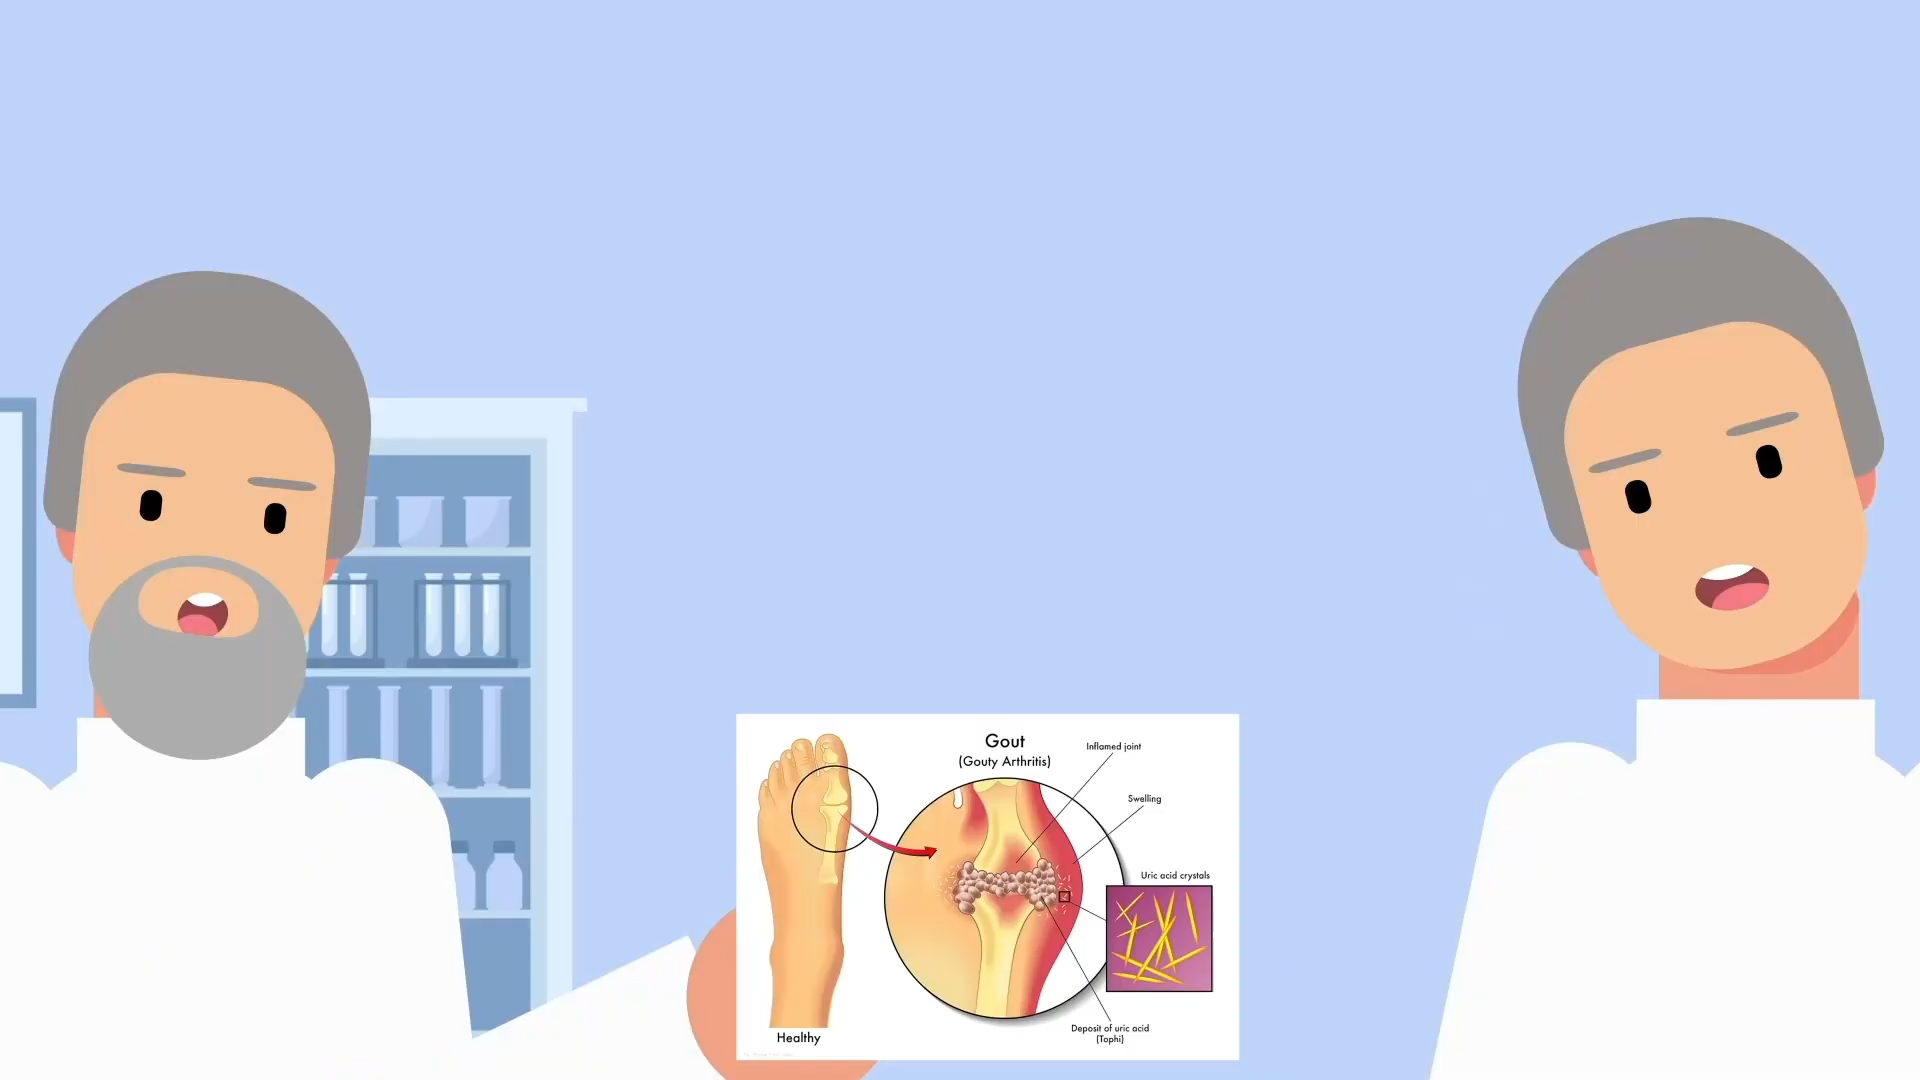 Gout
(Gouty Arthritis)
Inflamed joint
Swelling
Uric acid crystals
Deposit of uric acid
(Tophi)
Healthy